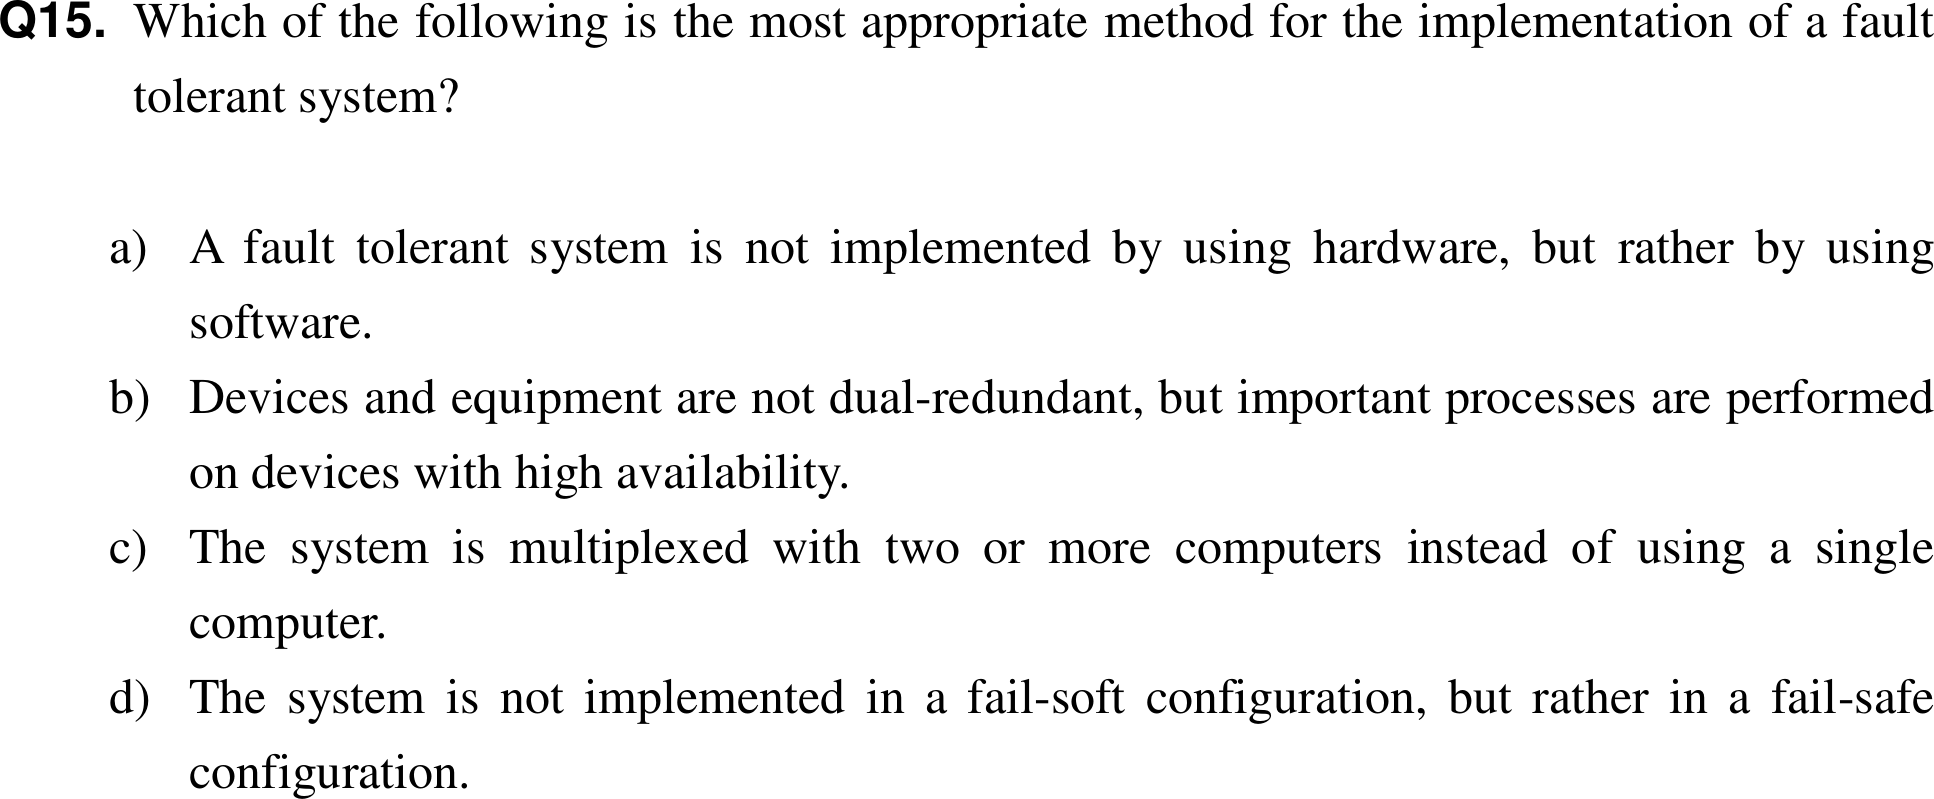 Q15. Which of the following is the most appropriate method for the implementation of a fault
tolerant system?
a) A fault tolerant system is not implemented by using hardware, but rather by using
software.
b) Devices and equipment are not dual-redundant, but important processes are performed
on devices with high availability.
c) The system is multiplexed with two or more computers instead of using a single
computer.
d) The system is not implemented in a fail-soft configuration, but rather in a fail-safe
configuration.